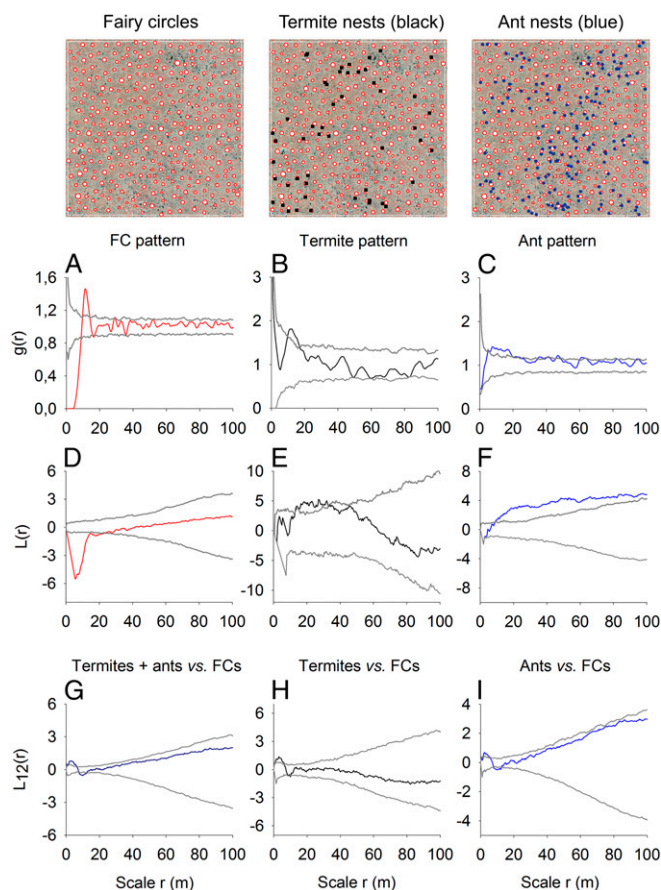 Fairy circles
Termite nests (black)
Ant nests (blue)
FC pattern
Termite pattern
Ant pattern
A
B
C
g(r)
1,6
1,2
0,8
0,4
0,0
0 20 40 60 80 100
3
2
1
0
0 20 40 60 80 100
3
2
1
0
0 20 40 60 80 100
D
E
F
L(r)
6
3
0
-3
-6
0 20 40 60 80 100
10
5
0
-5
-10
0 20 40 60 80 100
8
4
0
-4
-8
0 20 40 60 80 100
Termites + ants vs. FCs
Termites vs. FCs
Ants vs. FCs
G
H
I
L12(r)
6
3
0
-3
-6
0 20 40 60 80 100
6
3
0
-3
-6
0 20 40 60 80 100
4
2
0
-2
-4
0 20 40 60 80 100
Scale r (m)
Scale r (m)
Scale r (m)